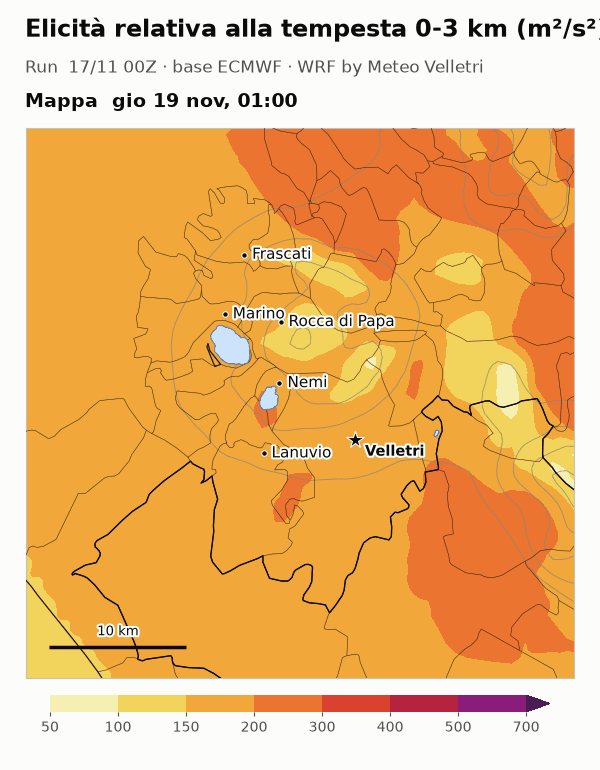 Elicità relativa alla tempesta 0-3 km (m²/s²)
Run 17/11 00Z · base ECMWF · WRF by Meteo Velletri
Mappa gio 19 nov, 01:00
Frascati
Marino
Rocca di Papa
Nemi
Velletri
Lanuvio
10 km
50 100 150 200 300 400 500 700